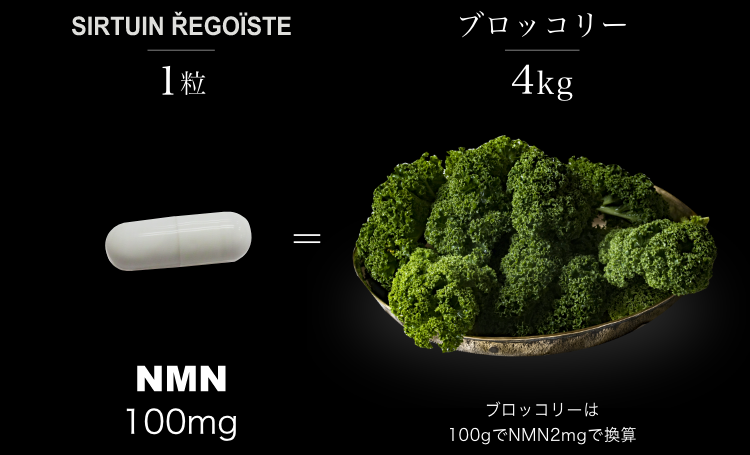 SIRTUIN ŘEGOÏSTE
1粒
ブロッコリー
4kg
=
NMN
100mg
ブロッコリーは
100gでNMN2mgで換算